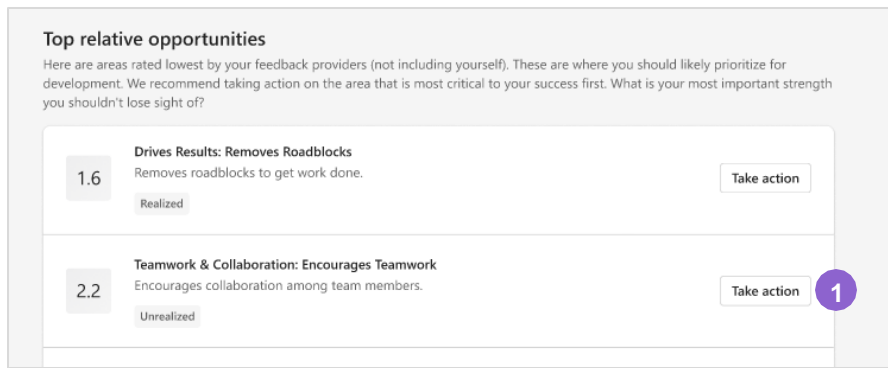 Top relative opportunities
Here are areas rated lowest by your feedback providers (not including yourself). These are where you should likely prioritize for
development. We recommend taking action on the area that is most critical to your success first. What is your most important strength
you shouldn't lose sight of?
Drives Results: Removes Roadblocks
1.6
Removes roadblocks to get work done.
Take action
Realized
Teamwork & Collaboration: Encourages Teamwork
2.2
Encourages collaboration among team members.
Take action
1
Unrealized